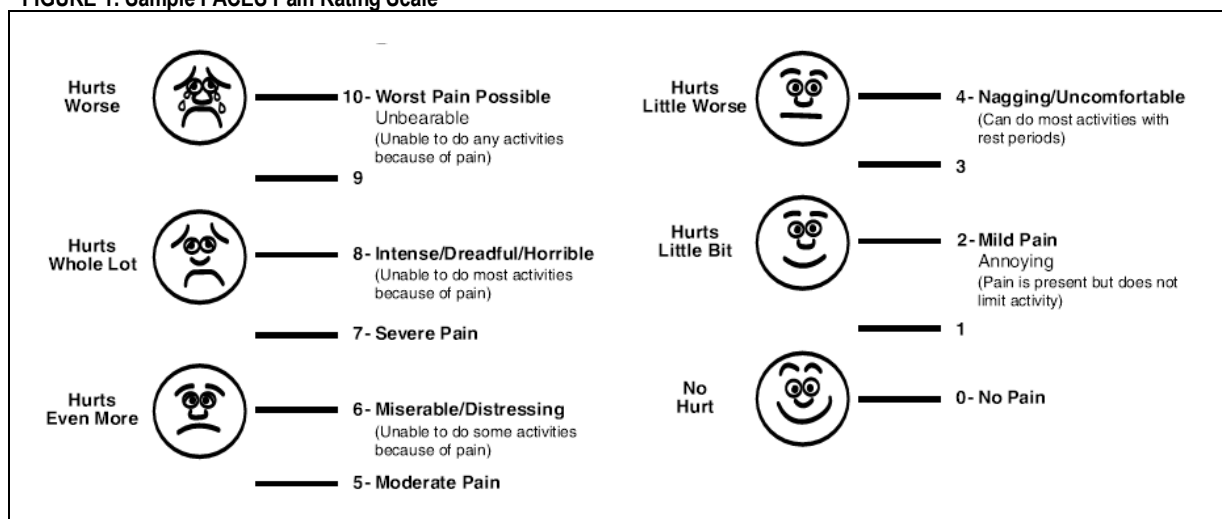 FIGURE 1: Sample FACES Pain Rating Scale
Hurts
Worse
10- Worst Pain Possible
Unbearable
(Unable to do any activities
because of pain)
9
Hurts
Whole Lot
8- Intense/Dreadful/Horrible
(Unable to do most activities
because of pain)
7- Severe Pain
Hurts
Even More
6- Miserable/Distressing
(Unable to do some activities
because of pain)
5- Moderate Pain
Hurts
Little Worse
4- Nagging/Uncomfortable
(Can do most activities with
rest periods)
3
Hurts
Little Bit
2- Mild Pain
Annoying
(Pain is present but does not
limit activity)
1
No
Hurt
0- No Pain